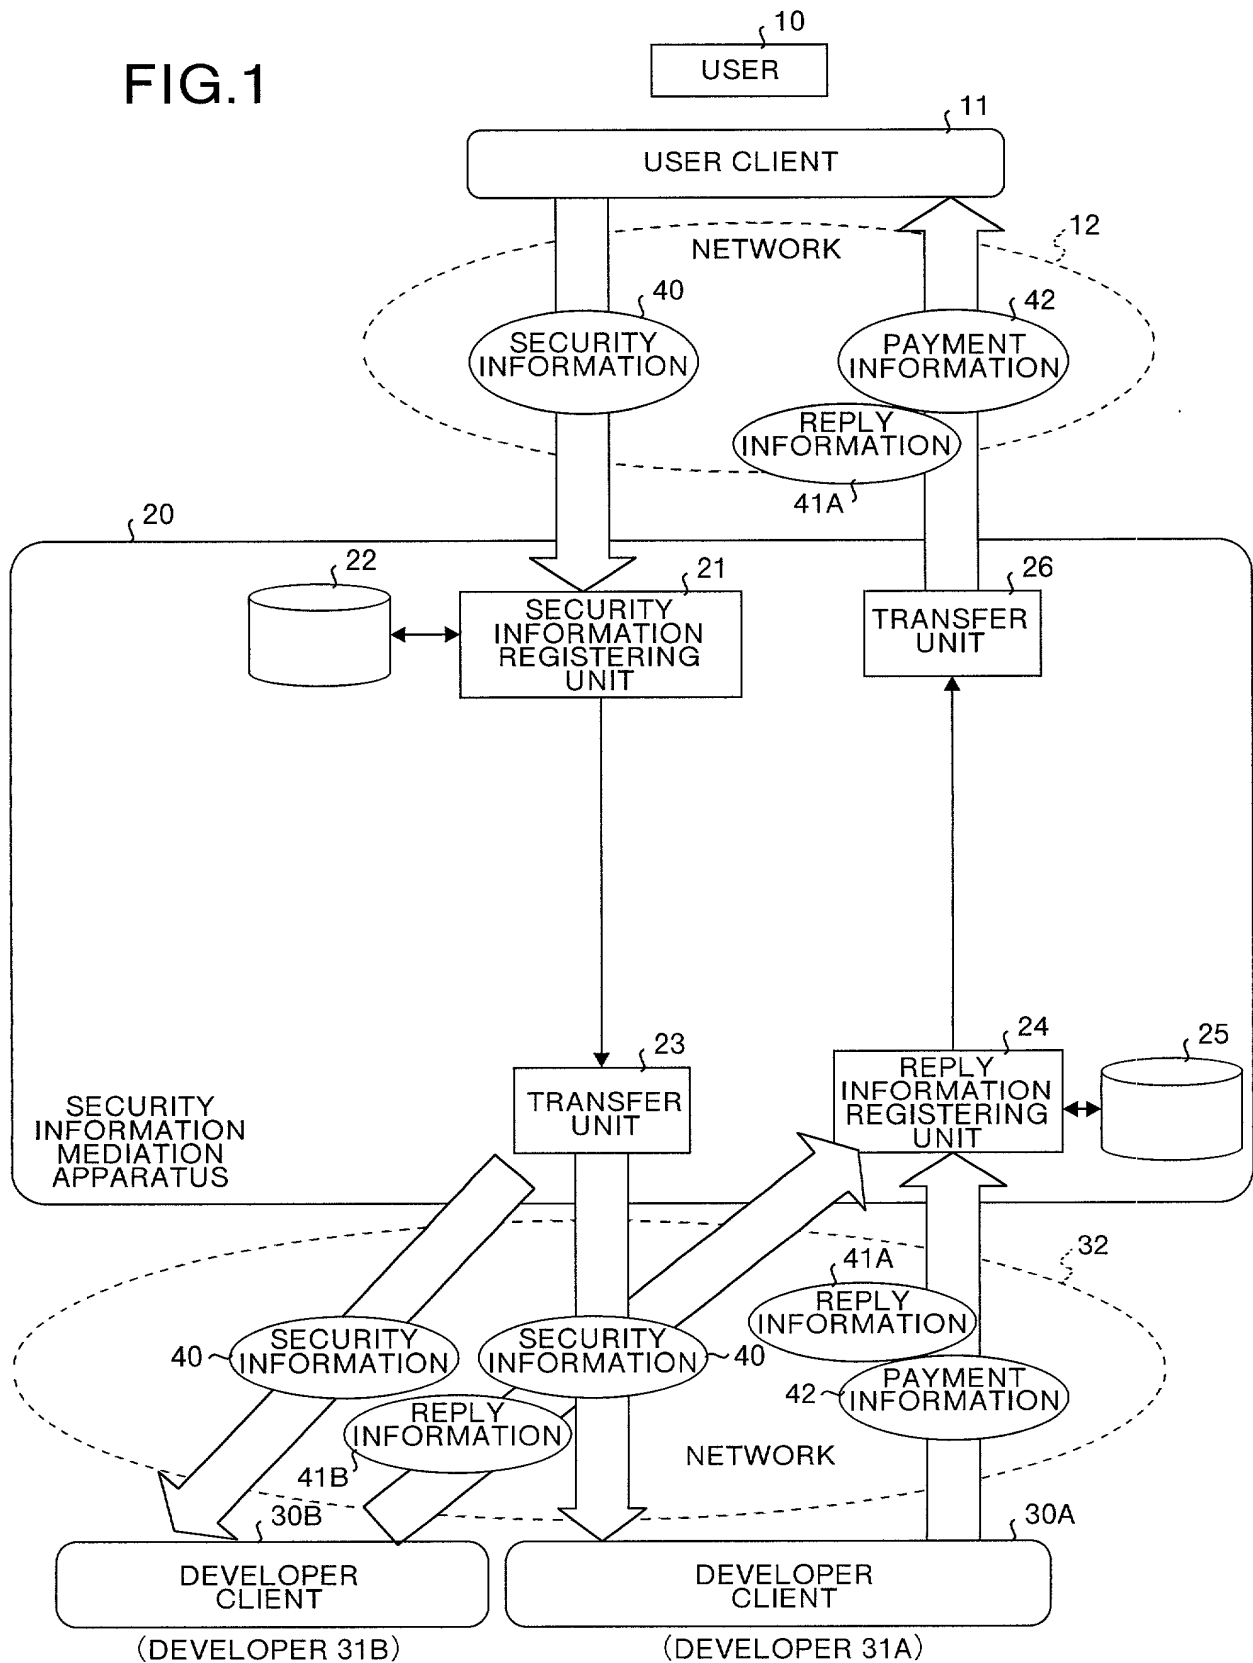 FIG.1
10
USER
11
USER CLIENT
12
NETWORK
40
SECURITY
INFORMATION
42
PAYMENT
INFORMATION
REPLY
INFORMATION
41A
20
22
21
SECURITY
INFORMATION
REGISTERING
UNIT
26
TRANSFER
UNIT
23
TRANSFER
UNIT
24
REPLY
INFORMATION
REGISTERING
UNIT
25
SECURITY
INFORMATION
MEDIATION
APPARATUS
32
41A
REPLY
INFORMATION
40
SECURITY
INFORMATION
SECURITY
INFORMATION
40
42
PAYMENT
INFORMATION
REPLY
INFORMATION
41B
NETWORK
30B
DEVELOPER
CLIENT
(DEVELOPER 31B)
30A
DEVELOPER
CLIENT
(DEVELOPER 31A)